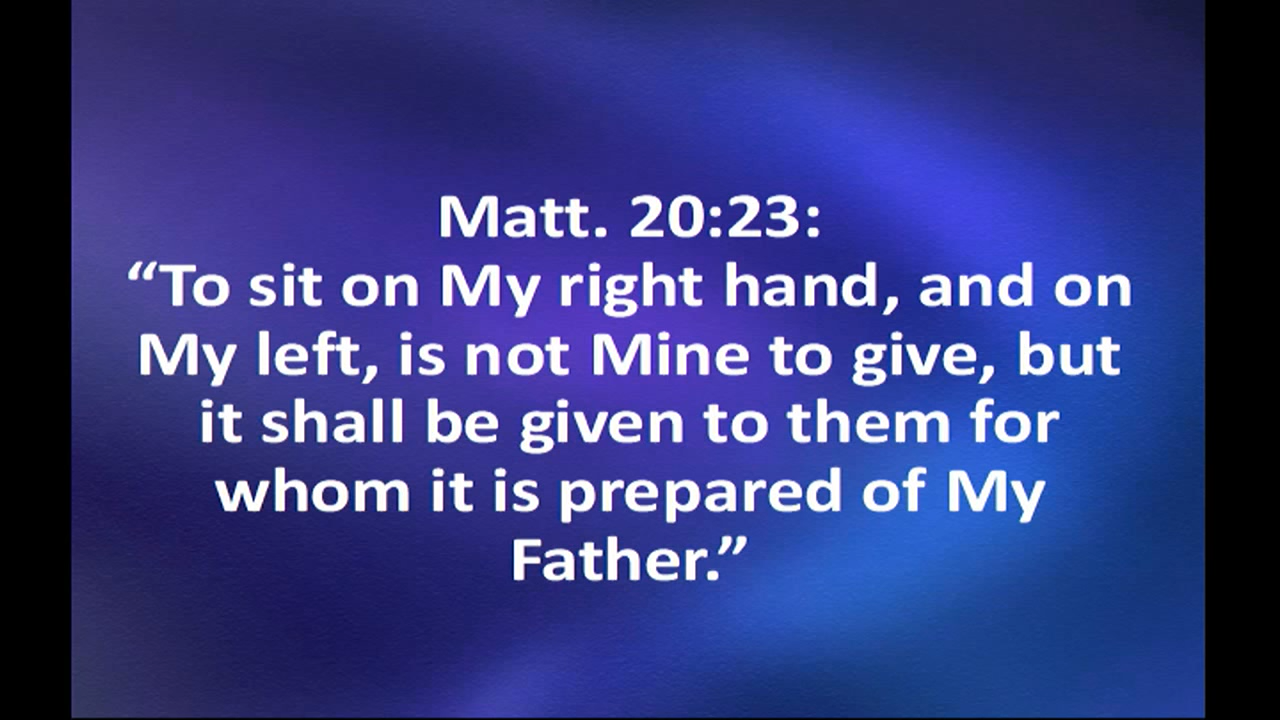 Matt. 20:23:
“To sit on My right hand, and on
My left, is not Mine to give, but
it shall be given to them for
whom it is prepared of My
Father.”